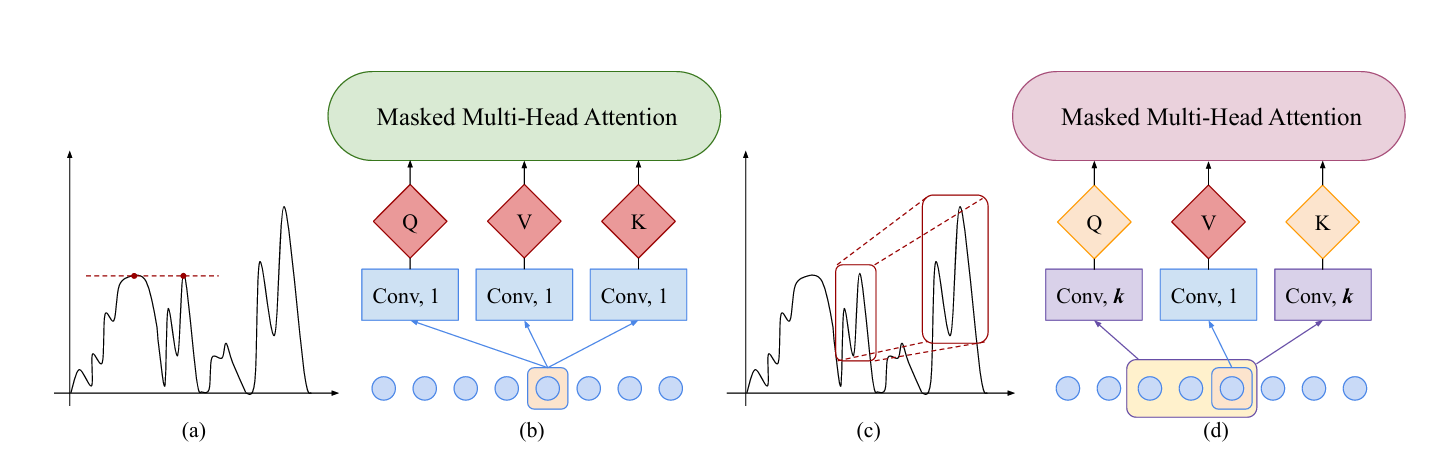 Masked Multi-Head Attention
Q V K
Conv, 1 Conv, 1 Conv, 1
Masked Multi-Head Attention
Q V K
Conv, k Conv, 1 Conv, k
(a) (b) (c) (d)